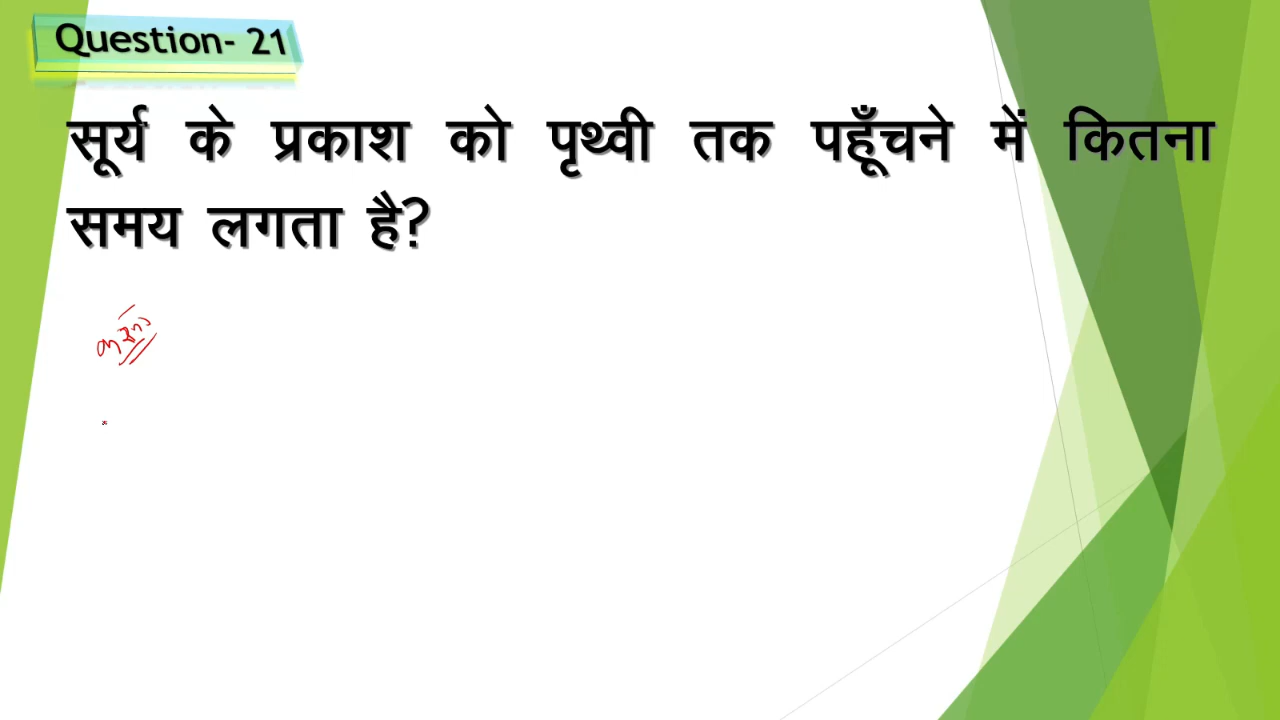 Question- 21
सूर्य के प्रकाश को पृथ्वी तक पहूँचने में कितना
समय लगता है?